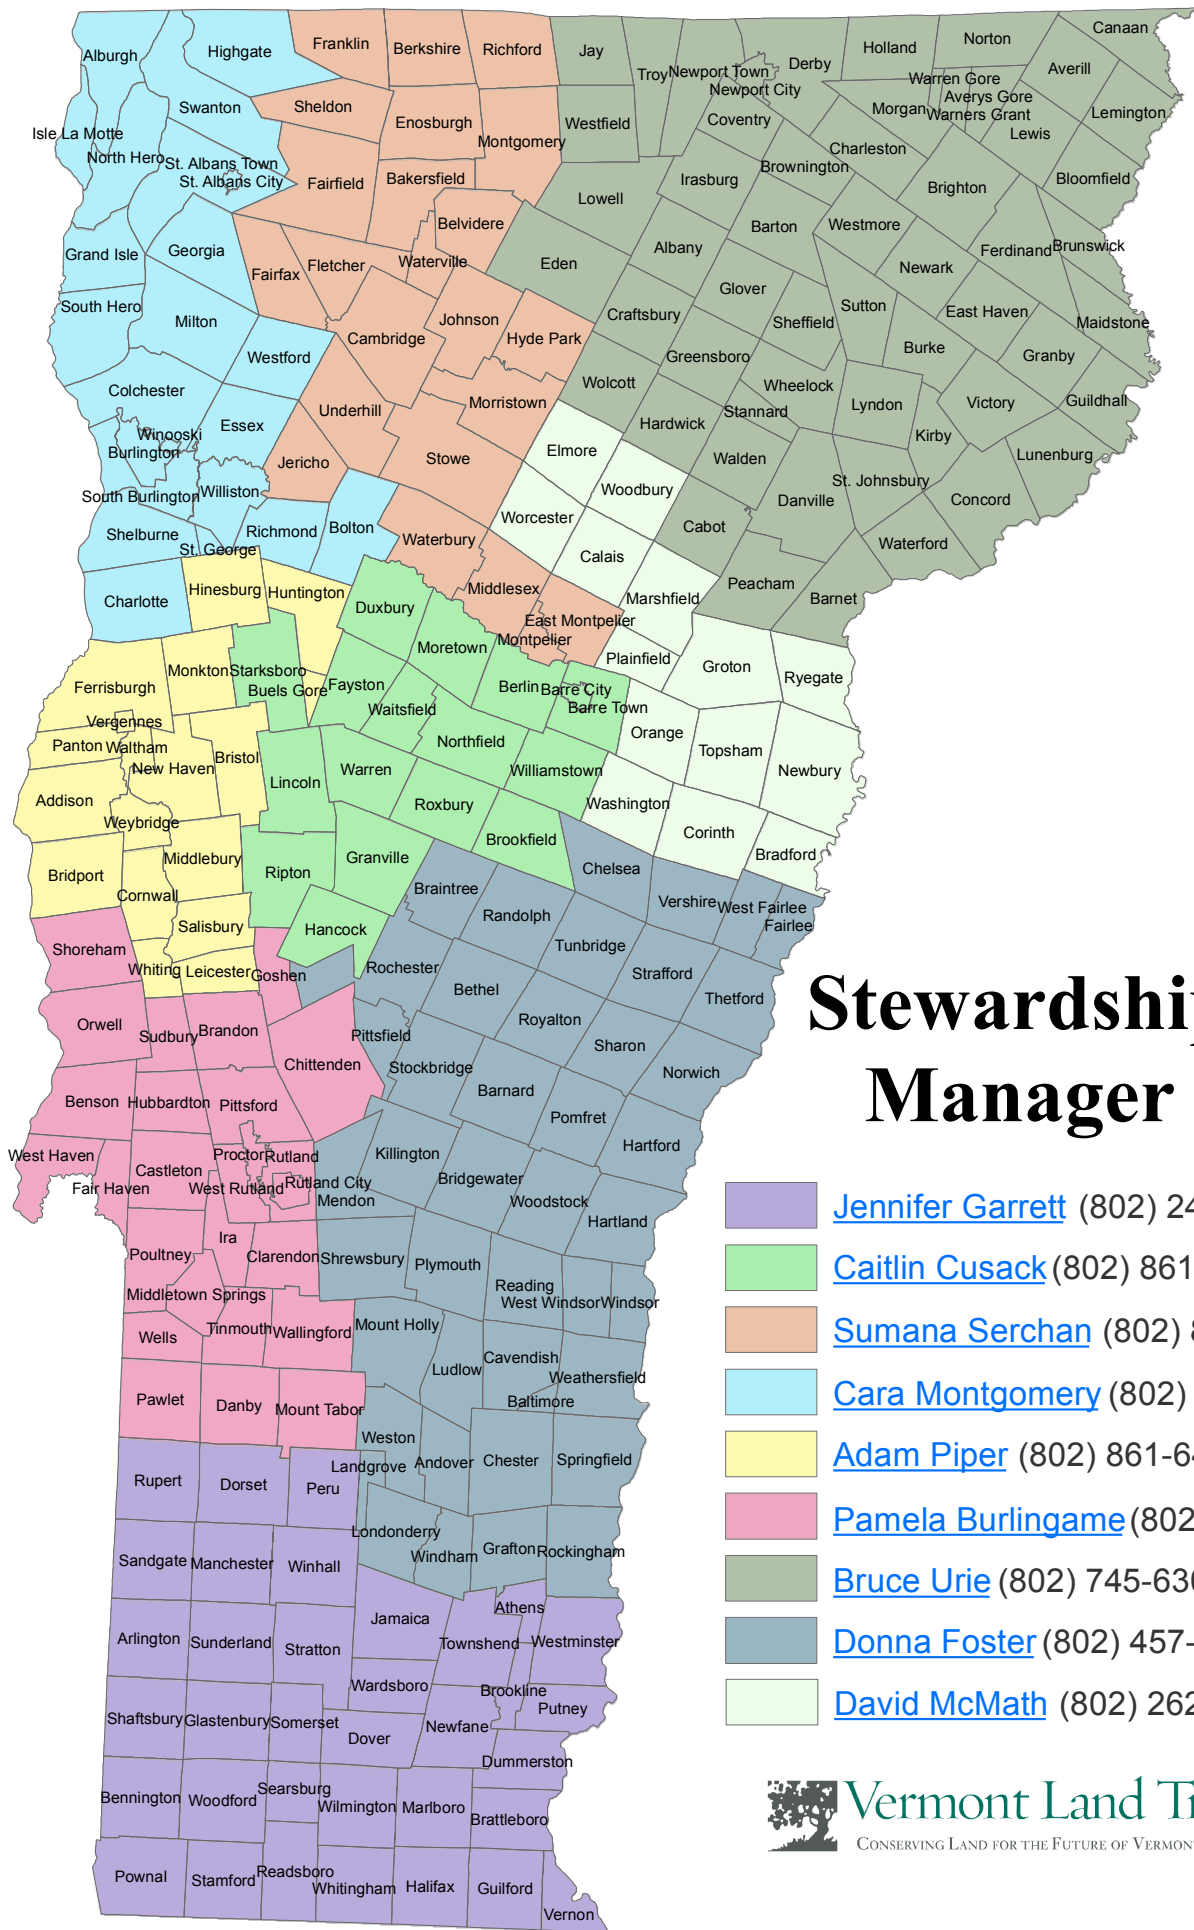 Alburgh
Highgate
Franklin
Berkshire
Richford
Jay
Troy
Newport Town
Newport City
Derby
Holland
Norton
Canaan
Averill
Warren Gore
Averys Gore
Warners Grant
Morgan
Lewis
Lemington
Swanton
Sheldon
Enosburgh
Montgomery
Westfield
Coventry
Charleston
Isle La Motte
North Hero
St. Albans Town
St. Albans City
Fairfield
Bakersfield
Lowell
Irasburg
Brownington
Brighton
Bloomfield
Grand Isle
Georgia
Fairfax
Fletcher
Waterville
Belvidere
Eden
Albany
Barton
Westmore
Newark
Ferdinand
Brunswick
South Hero
Milton
Westford
Cambridge
Johnson
Hyde Park
Craftsbury
Glover
Sheffield
Sutton
East Haven
Maidstone
Colchester
Essex
Underhill
Morristown
Wolcott
Greensboro
Wheelock
Burke
Granby
Winooski
Burlington
Jericho
Stowe
Elmore
Hardwick
Stannard
Lyndon
Kirby
Victory
Guildhall
South Burlington
Williston
Woodbury
Walden
Danville
St. Johnsbury
Concord
Lunenburg
Shelburne
St. George
Richmond
Bolton
Waterbury
Worcester
Calais
Cabot
Waterford
Charlotte
Hinesburg
Huntington
Duxbury
Middlesex
East Montpelier
Montpelier
Marshfield
Peacham
Barnet
Ferrisburgh
Monkton
Starksboro
Buels Gore
Fayston
Moretown
Berlin
Barre City
Barre Town
Plainfield
Groton
Ryegate
Vergennes
Panton
Waltham
New Haven
Bristol
Waitsfield
Northfield
Williamstown
Orange
Topsham
Newbury
Addison
Weybridge
Lincoln
Warren
Roxbury
Brookfield
Washington
Corinth
Bradford
Bridport
Cornwall
Middlebury
Ripton
Granville
Braintree
Randolph
Chelsea
Vershire
West Fairlee
Fairlee
Shoreham
Whiting
Salisbury
Leicester
Goshen
Hancock
Rochester
Bethel
Tunbridge
Strafford
Thetford
Orwell
Sudbury
Brandon
Chittenden
Pittsfield
Stockbridge
Royalton
Sharon
Norwich
Benson
Hubbardton
Pittsford
Barnard
Pomfret
Hartford
West Haven
Fair Haven
Castleton
Proctor
Rutland
West Rutland
Rutland City
Mendon
Killington
Bridgewater
Woodstock
Hartland
Poultney
Ira
Clarendon
Shrewsbury
Plymouth
Reading
West Windsor
Windsor
Middletown Springs
Wells
Tinmouth
Wallingford
Mount Holly
Ludlow
Cavendish
Baltimore
Weathersfield
Pawlet
Danby
Mount Tabor
Weston
Landgrove
Andover
Chester
Springfield
Rupert
Dorset
Peru
Londonderry
Windham
Grafton
Rockingham
Sandgate
Manchester
Winhall
Jamaica
Athens
Townshend
Westminster
Arlington
Sunderland
Stratton
Wardsboro
Brookline
Putney
Shaftsbury
Glastenbury
Somerset
Dover
Newfane
Dummerston
Bennington
Woodford
Searsburg
Wilmington
Marlboro
Brattleboro
Pownal
Stamford
Readsboro
Whitingham
Halifax
Guilford
Vernon
Stewardship
Manager
Jennifer Garrett (802) 24
Caitlin Cusack (802) 861
Sumana Serchan (802) 8
Cara Montgomery (802)
Adam Piper (802) 861-64
Pamela Burlingame (802
Bruce Urie (802) 745-630
Donna Foster (802) 457-
David McMath (802) 262
Vermont Land T
CONSERVING LAND FOR THE FUTURE OF VERMONT